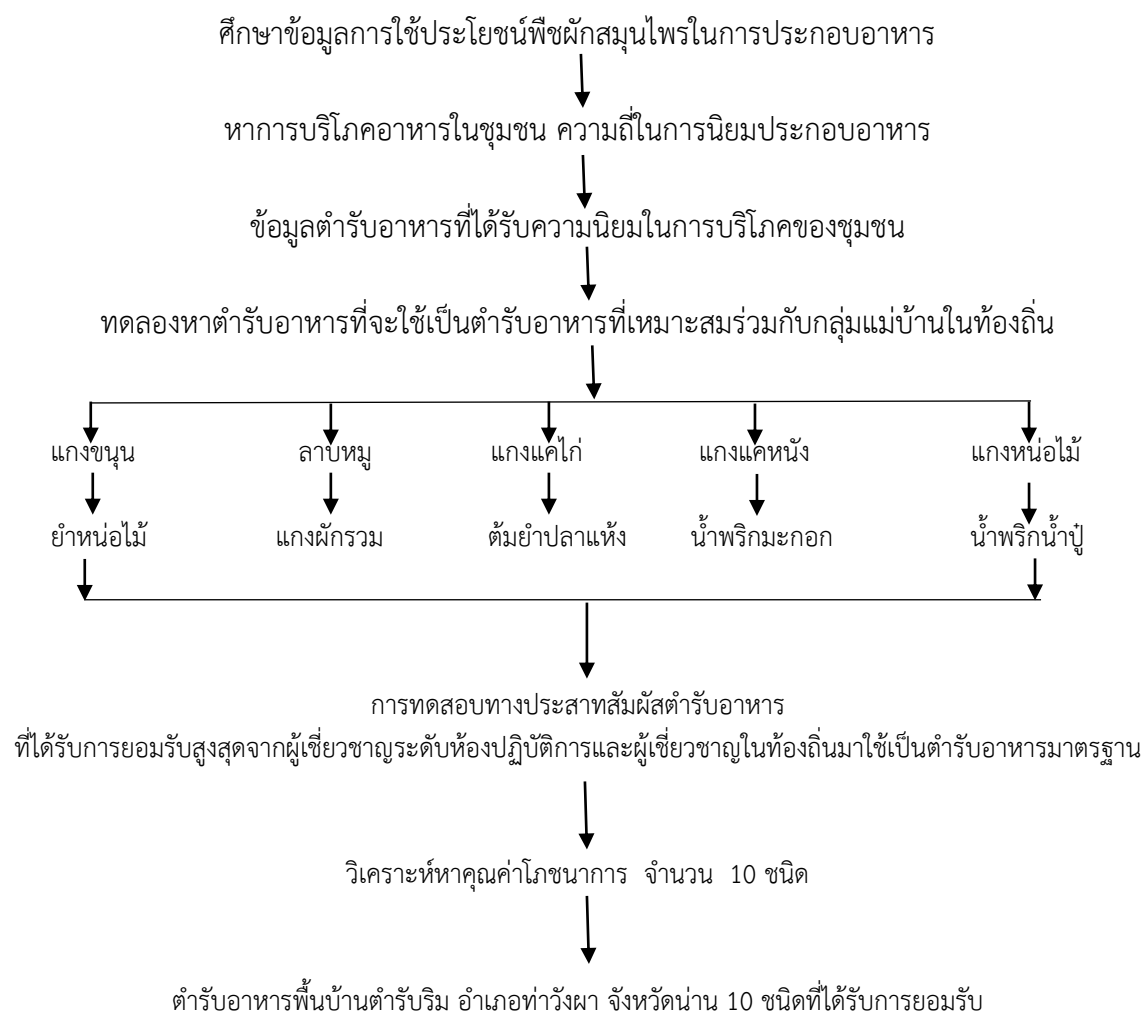 ศึกษาข้อมูลการใช้ประโยชน์พืชผักสมุนไพรในการประกอบอาหาร
หาการบริโภคอาหารในชุมชน ความถี่ในการนิยมประกอบอาหาร
ข้อมูลตำรับอาหารที่ได้รับความนิยมในการบริโภคของชุมชน
ทดลองหาตำรับอาหารที่จะใช้เป็นตำรับอาหารที่เหมาะสมร่วมกับกลุ่มแม่บ้านในท้องถิ่น
แกงขนุน ลาบหมู แกงแคไก่ แกงแคหนัง แกงหน่อไม้
ยำหน่อไม้ แกงผักรวม ต้มยำปลาแห้ง น้ำพริกมะกอก น้ำพริกน้ำปู๋
การทดสอบทางประสาทสัมผัสตำรับอาหาร
ที่ได้รับการยอมรับสูงสุดจากผู้เชี่ยวชาญระดับห้องปฏิบัติการและผู้เชี่ยวชาญในท้องถิ่นมาใช้เป็นตำรับอาหารมาตรฐาน
วิเคราะห์หาคุณค่าโภชนาการ จำนวน 10 ชนิด
ตำรับอาหารพื้นบ้านตำรับริม อำเภอท่าวังผา จังหวัดน่าน 10 ชนิดที่ได้รับการยอมรับ